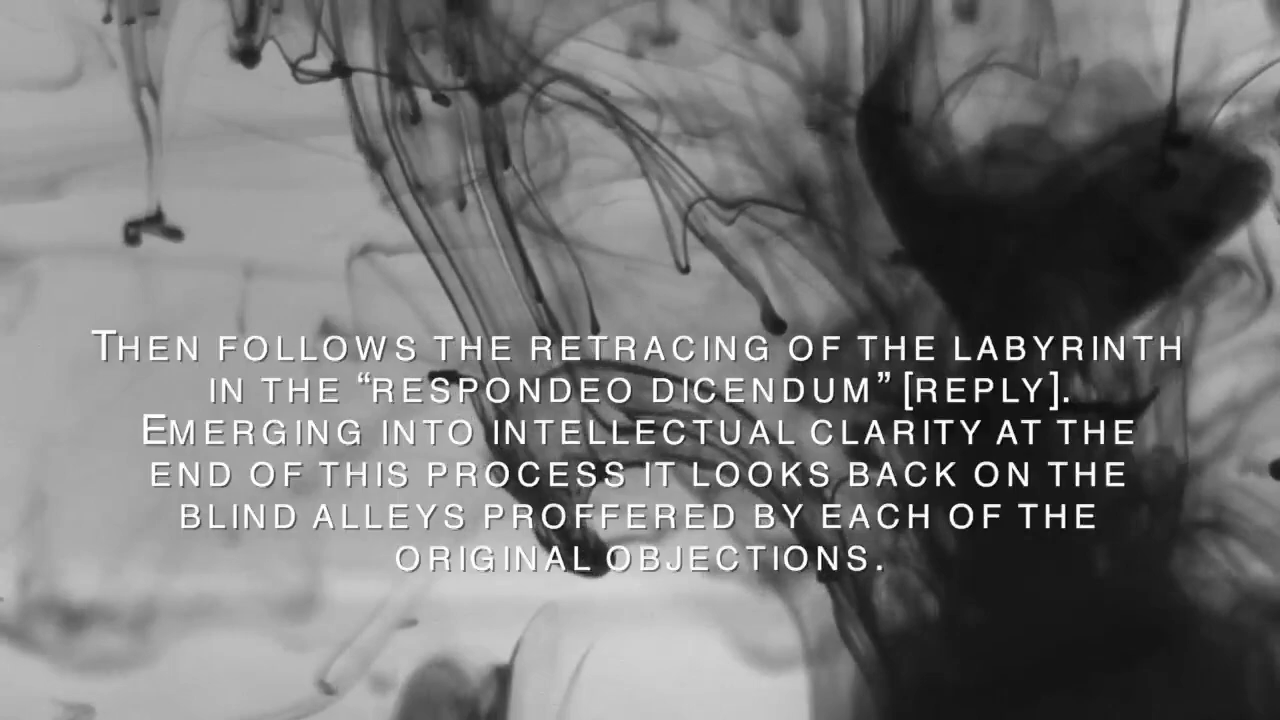 THEN FOLLOWS THE RETRACING OF THE LABYRINTH
IN THE “RESPONDEO DICENDUM” [REPLY].
EMERGING INTO INTELLECTUAL CLARITY AT THE
END OF THIS PROCESS IT LOOKS BACK ON THE
BLIND ALLEYS PROFFERED BY EACH OF THE
ORIGINAL OBJECTIONS.